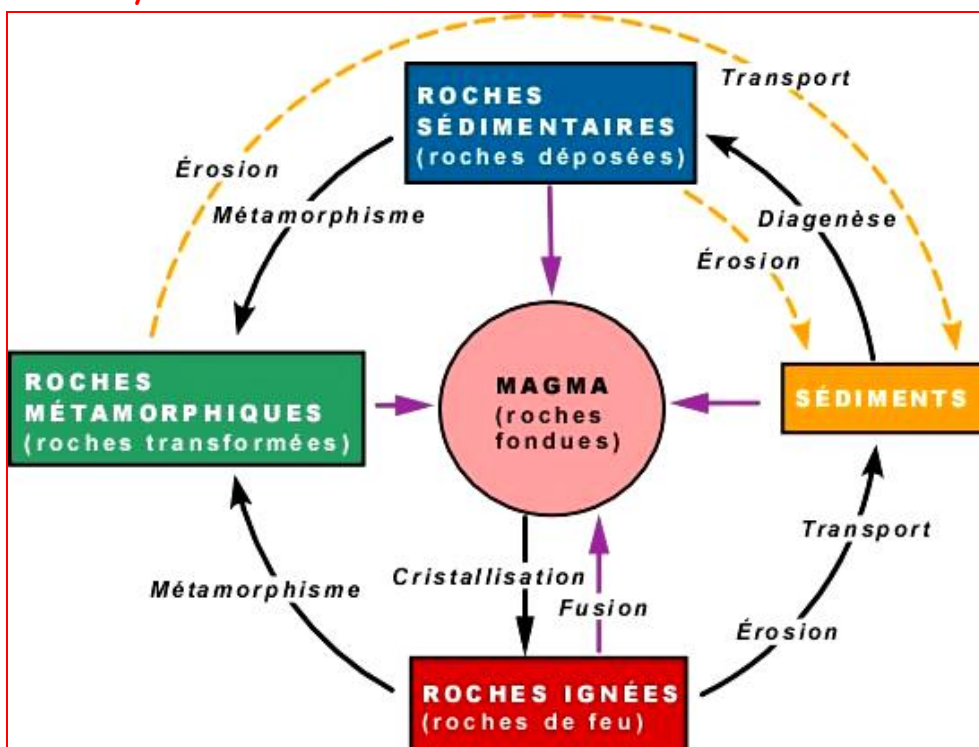 Transport
ROCHES
SÉDIMENTAIRES
(roches déposées)
Érosion
Métamorphisme
Diagenèse
Érosion
ROCHES
MÉTAMORPHIQUES
(roches transformées)
MAGMA
(roches
fondues)
SÉDIMENTS
Transport
Cristallisation
Métamorphisme
Fusion
Érosion
ROCHES IGNÉES
(roches de feu)